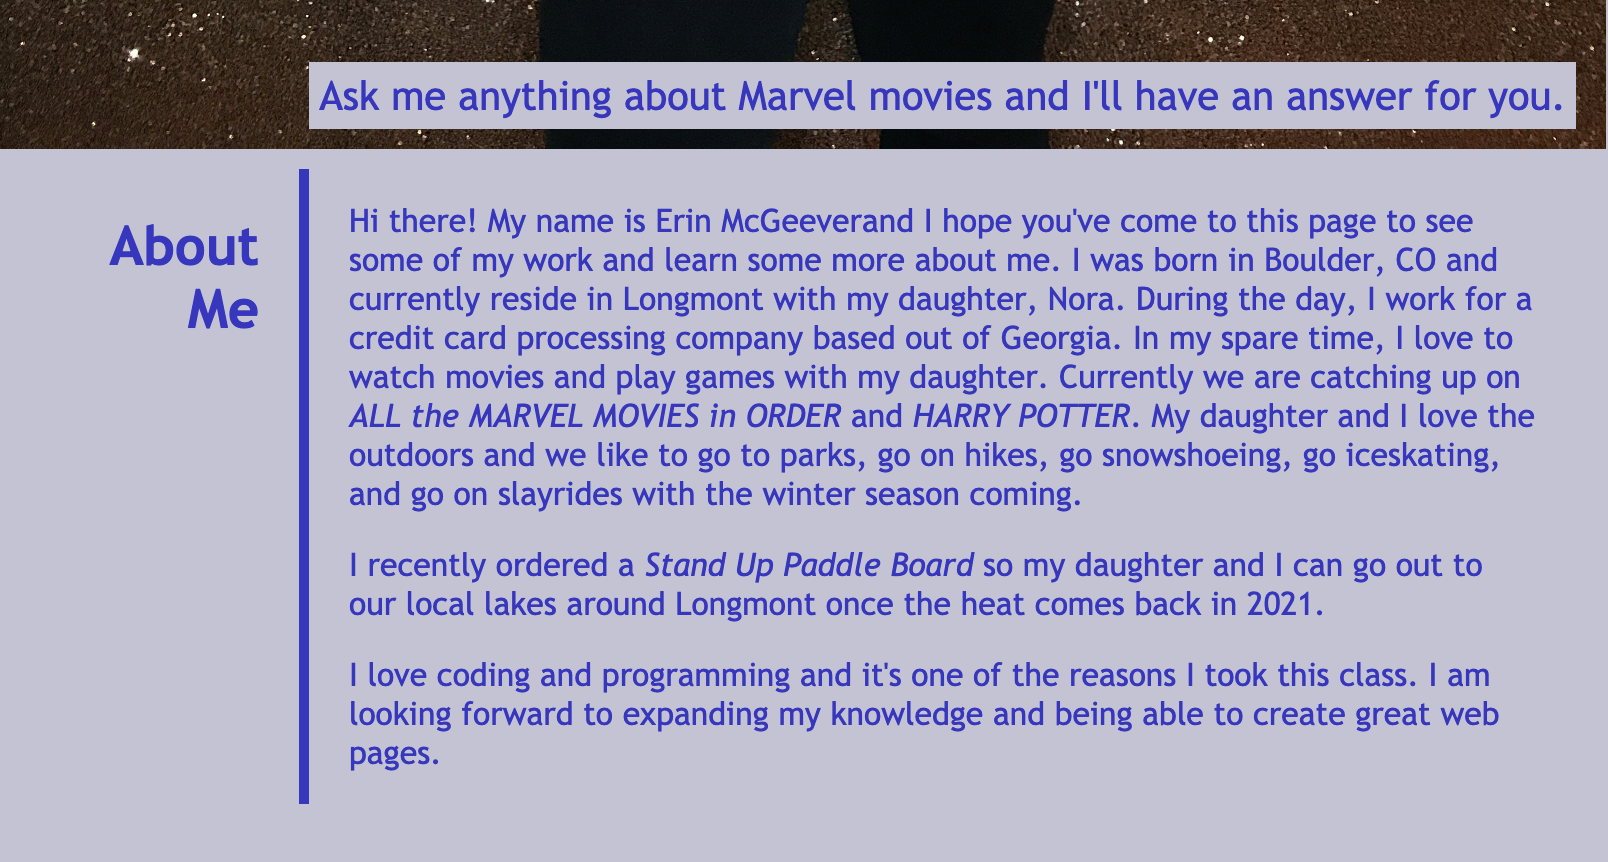 Ask me anything about Marvel movies and I'll have an answer for you.
About
Me
Hi there! My name is Erin McGeeverand I hope you've come to this page to see
some of my work and learn some more about me. I was born in Boulder, CO and
currently reside in Longmont with my daughter, Nora. During the day, I work for a
credit card processing company based out of Georgia. In my spare time, I love to
watch movies and play games with my daughter. Currently we are catching up on
ALL the MARVEL MOVIES in ORDER and HARRY POTTER. My daughter and I love the
outdoors and we like to go to parks, go on hikes, go snowshoeing, go iceskating,
and go on slayrides with the winter season coming.
I recently ordered a Stand Up Paddle Board so my daughter and I can go out to
our local lakes around Longmont once the heat comes back in 2021.
I love coding and programming and it's one of the reasons I took this class. I am
looking forward to expanding my knowledge and being able to create great web
pages.